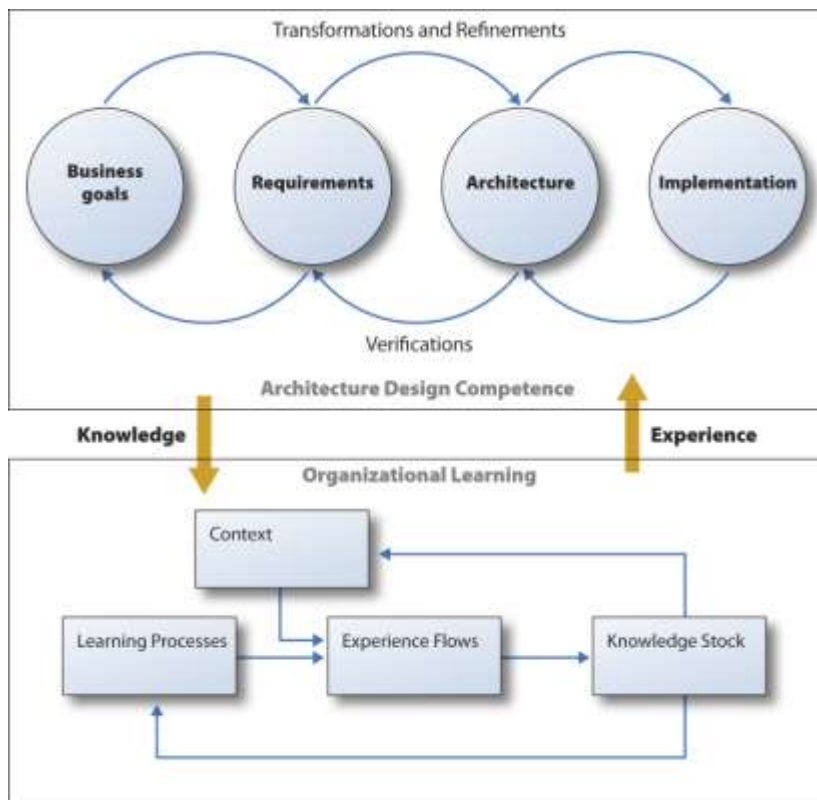 Transformations and Refinements
Business
goals
Requirements
Architecture
Implementation
Verifications
Architecture Design Competence
Knowledge
Experience
Organizational Learning
Context
Learning Processes
Experience Flows
Knowledge Stock